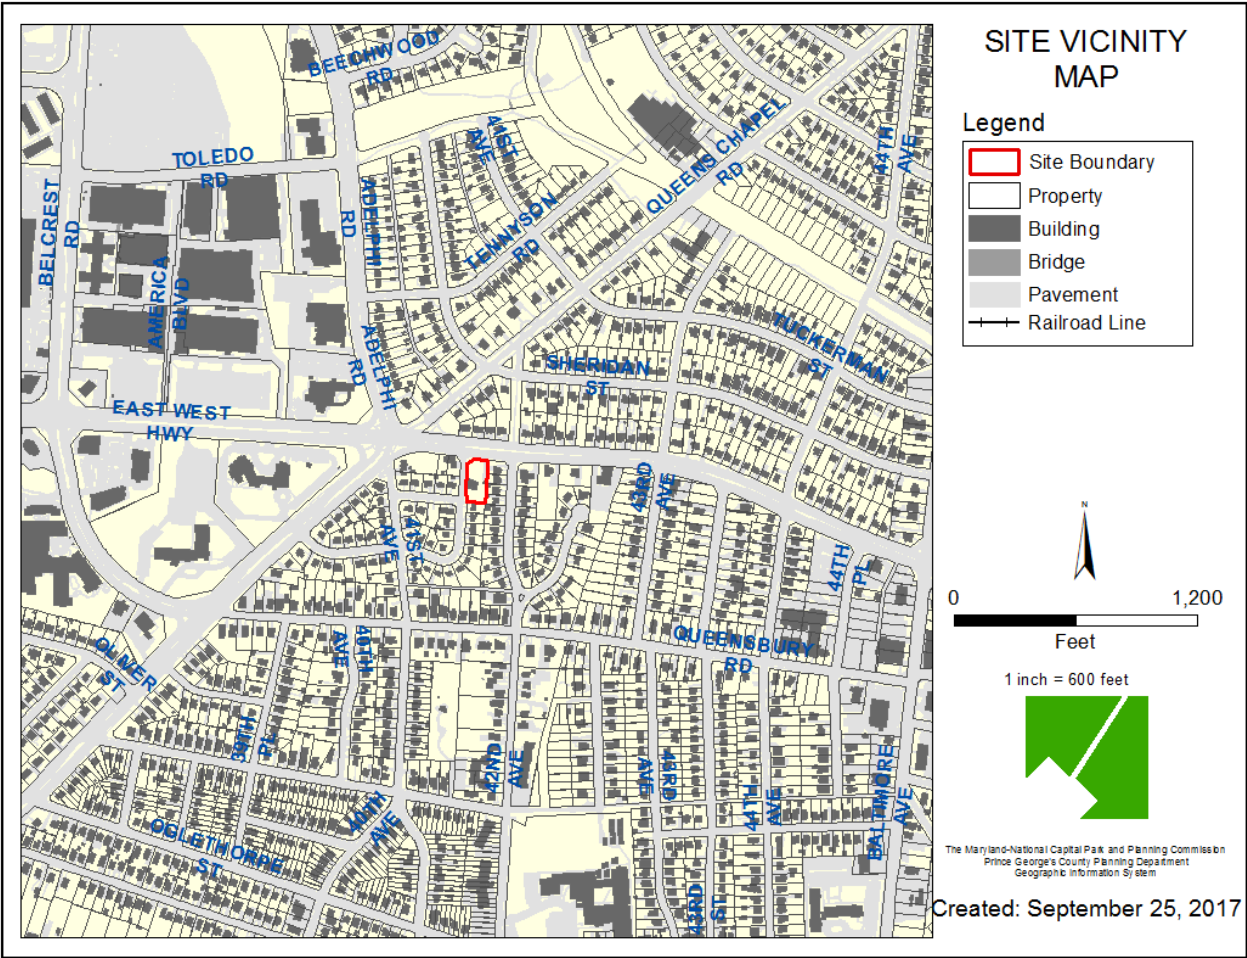 SITE VICINITY
MAP
Legend
Site Boundary
Property
Building
Bridge
Pavement
Railroad Line
BEECHWOOD
RD
TOLEDO
RD
41ST
AVE
QUEENS CHAPEL
RD
44TH
AVE
BELCREST
RD
ADELPHI
RD
TENNYSON
RD
AMERICA
BLVD
ADELPHI
RD
SHERIDAN
ST
TUCKERMAN
ST
EAST WEST
HWY
43RD
AVE
41ST
AVE
44TH
PL
QUEENSBURY
RD
OLIVER
ST
40TH
AVE
39TH
PL
42ND
AVE
43RD
AVE
44TH
AVE
BALTIMORE
AVE
40TH
AVE
OGLETHORPE
ST
43RD
ST
N
0 1,200
Feet
1 inch = 600 feet
The Maryland-National Capital Park and Planning Commission
Prince George's County Planning Department
Geographic Information System
Created: September 25, 2017